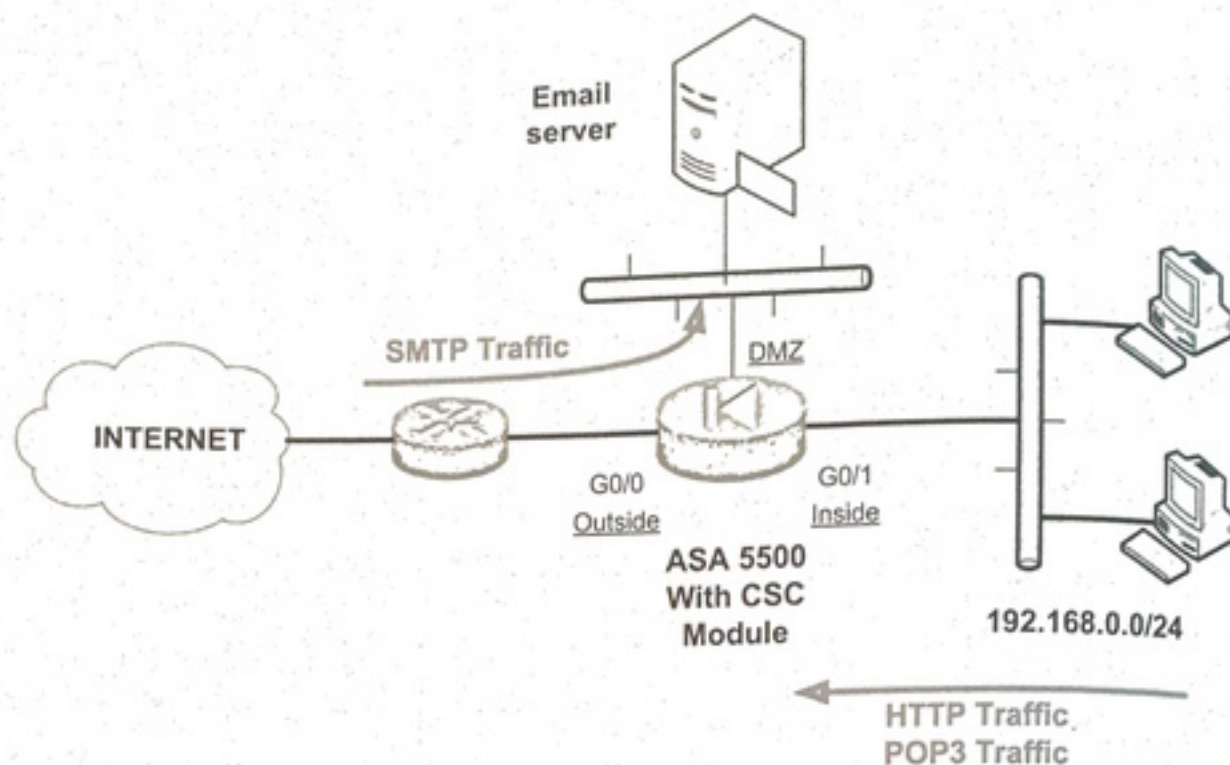 Email
server
SMTP Traffic
DMZ
INTERNET
G0/0
Outside
G0/1
Inside
ASA 5500
With CSC
Module
192.168.0.0/24
HTTP Traffic
POP3 Traffic